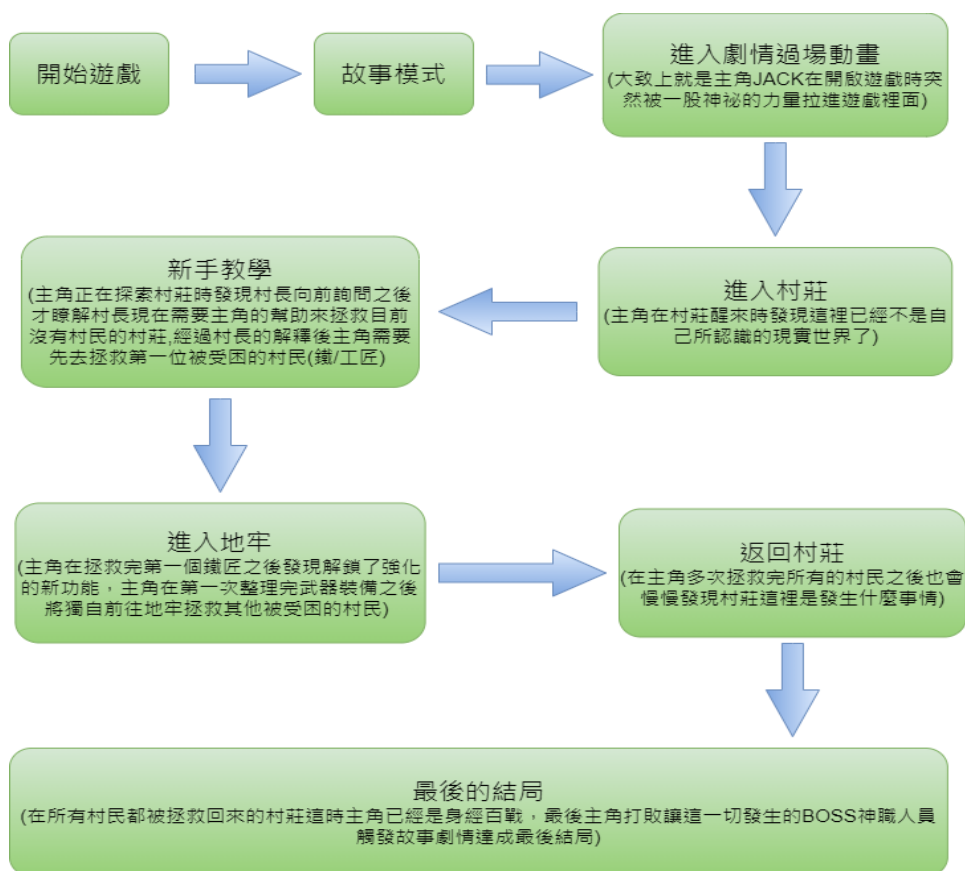 開始遊戲
故事模式
進入劇情過場動畫
(大致上就是主角JACK在開啟遊戲時突
然被一股神祕的力量拉進遊戲裡面)
進入村莊
(主角在村莊醒來時發現這裡已經不是自
己所認識的現實世界了)
新手教學
(主角正在探索村莊時發現村長向前詢問之後
才瞭解村長現在需要主角的幫助來拯救目前
沒有村民的村莊,經過村長的解釋後主角需要
先去拯救第一位被受困的村民(鐵/工匠)
進入地牢
(主角在拯救完第一個鐵匠之後發現解鎖了強化
的新功能，主角在第一次整理完武器裝備之後
將獨自前往地牢拯救其他被受困的村民)
返回村莊
(在主角多次拯救完所有的村民之後也會
慢慢發現村莊這裡是發生什麼事情)
最後的結局
(在所有村民都被拯救回來的村莊這時主角已經是身經百戰，最後主角打敗讓這一切發生的BOSS神職人員
觸發故事劇情達成最後結局)